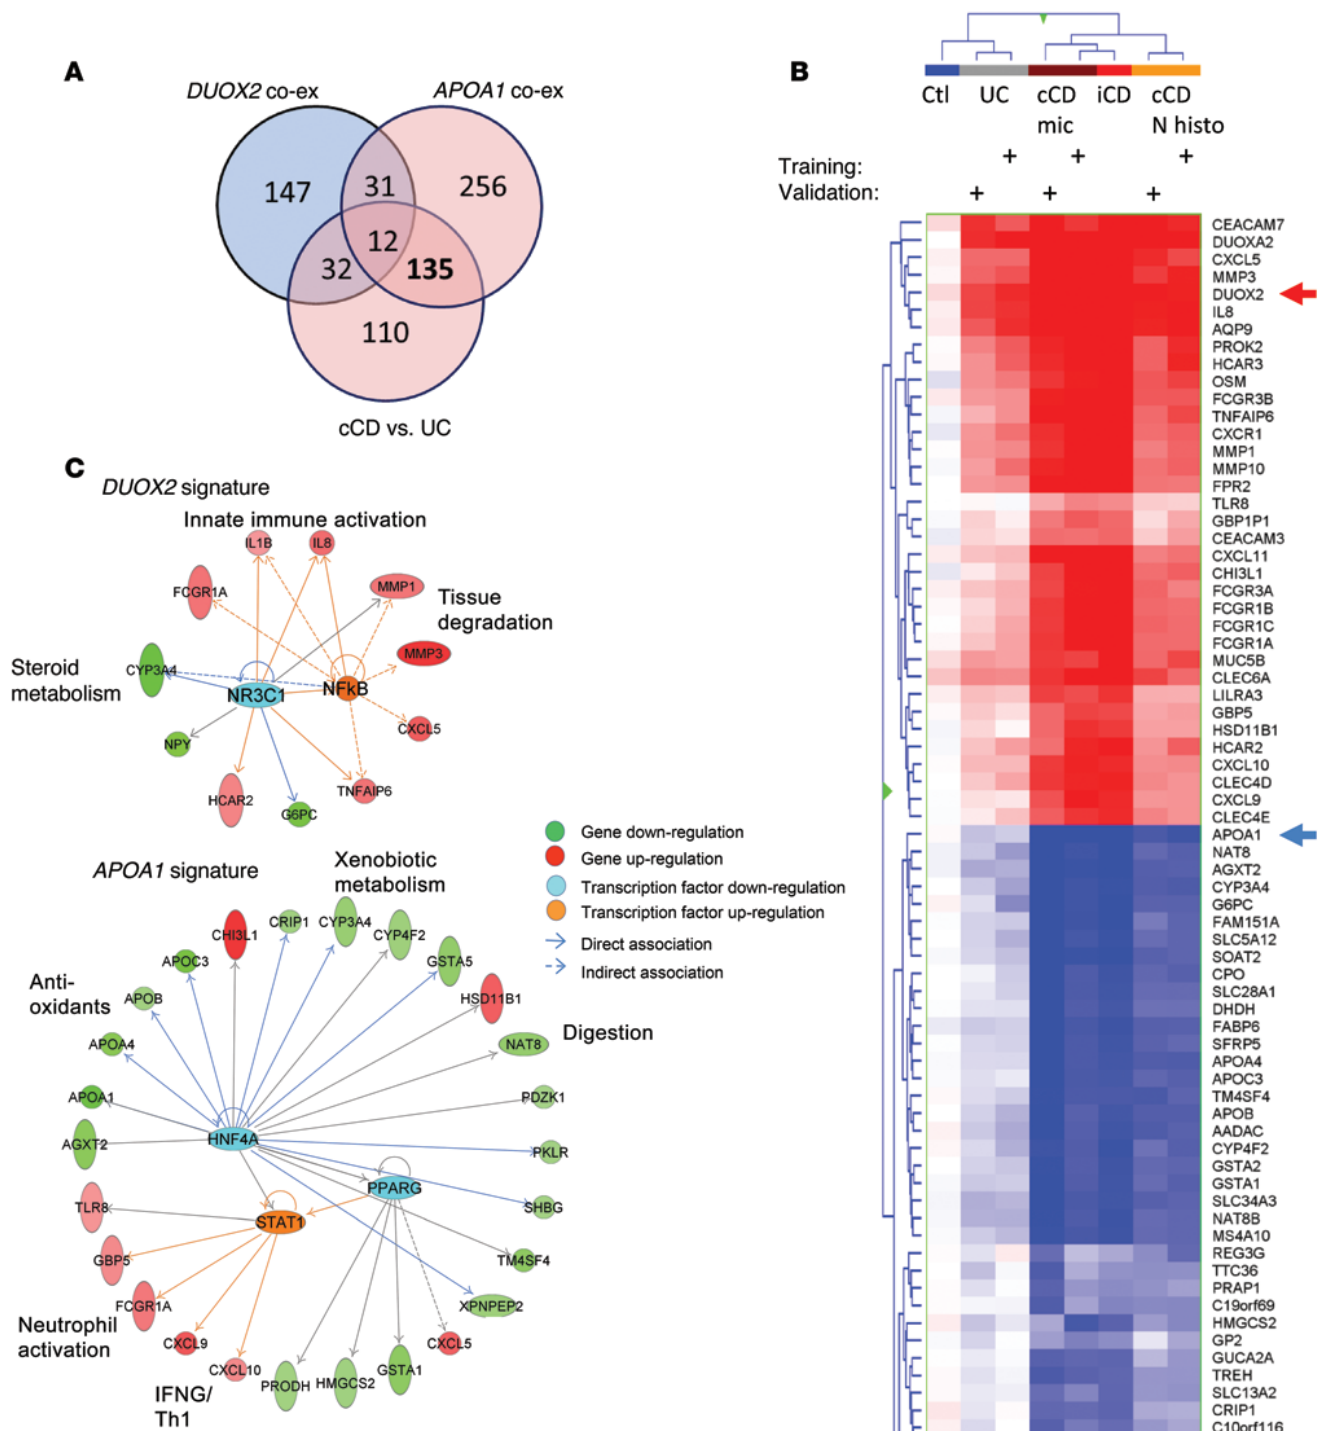 A
DUOX2 co-ex
APOA1 co-ex
147
31
256
12
32
135
110
cCD vs. UC
B
Ctl
UC
cCD
mic
iCD
cCD
N histo
Training:
+
+
+
Validation:
+
+
+
CEACAM7
DUOXA2
CXCL5
MMP3
DUOX2
IL8
AQP9
PROK2
HCAR3
OSM
FCGR3B
TNFAIP6
CXCR1
MMP1
MMP10
FPR2
TLR8
GBP1P1
CEACAM3
CXCL11
CHI3L1
FCGR3A
FCGR1B
FCGR1C
FCGR1A
MUC5B
CLEC6A
LILRA3
GBP5
HSD11B1
HCAR2
CXCL10
CLEC4D
CXCL9
CLEC4E
APOA1
NAT8
AGXT2
CYP3A4
G6PC
FAM151A
SLC5A12
SOAT2
CPO
SLC28A1
DHDH
FABP6
SFRP5
APOA4
APOC3
TM4SF4
APOB
AADAC
CYP4F2
GSTA2
GSTA1
SLC34A3
NAT8B
MS4A10
REG3G
TTC36
PRAP1
C19orf69
HMGCS2
GP2
GUCA2A
TREH
SLC13A2
CRIP1
C10orf116
C
DUOX2 signature
Innate immune activation
IL1B
IL8
FCGR1A
MMP1
Tissue
degradation
MMP3
Steroid
metabolism
CYP3A4
NR3C1
NFkB
NPY
CXCL5
HCAR2
G6PC
TNFAIP6
Gene down-regulation
Gene up-regulation
Transcription factor down-regulation
Transcription factor up-regulation
Direct association
Indirect association
APOA1 signature
Xenobiotic
metabolism
CHI3L1
CRIP1
CYP3A4
CYP4F2
APOC3
GSTA5
Anti-
oxidants
APOB
HSD11B1
Digestion
APOA4
NAT8
APOA1
PDZK1
AGXT2
HNF4A
PKLR
PPARG
TLR8
STAT1
SHBG
GBP5
TM4SF4
FCGR1A
XPNPEP2
Neutrophil
activation
CXCL9
CXCL5
CXCL10
PRODH
HMGCS2
GSTA1
IFNG/
Th1